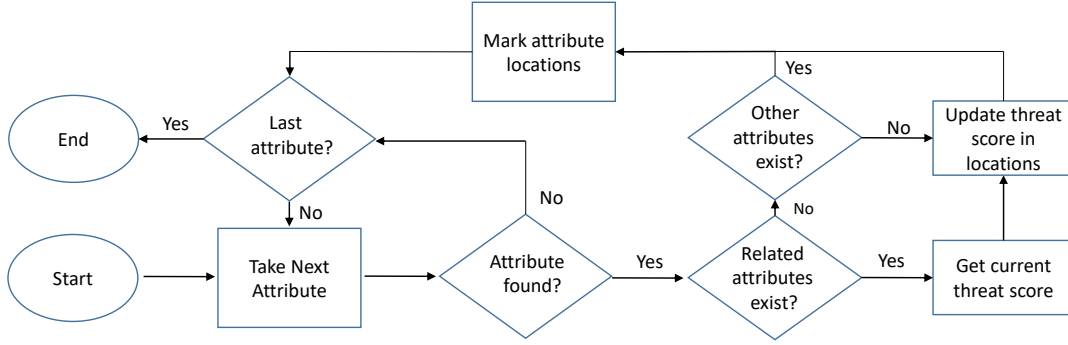 Mark attribute
locations
Yes
End
Yes
Last
attribute?
Other
attributes
exist?
No
Update threat
score in
locations
No
No
No
Start
Take Next
Attribute
Attribute
found?
Yes
Related
attributes
exist?
Yes
Get current
threat score